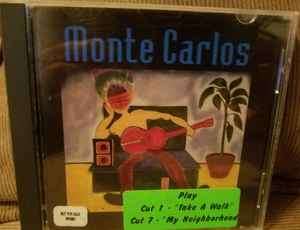 Monte Carlos
Play
Cut 1 - "Take A Walk"
Cut 7 - "My Neighborhood